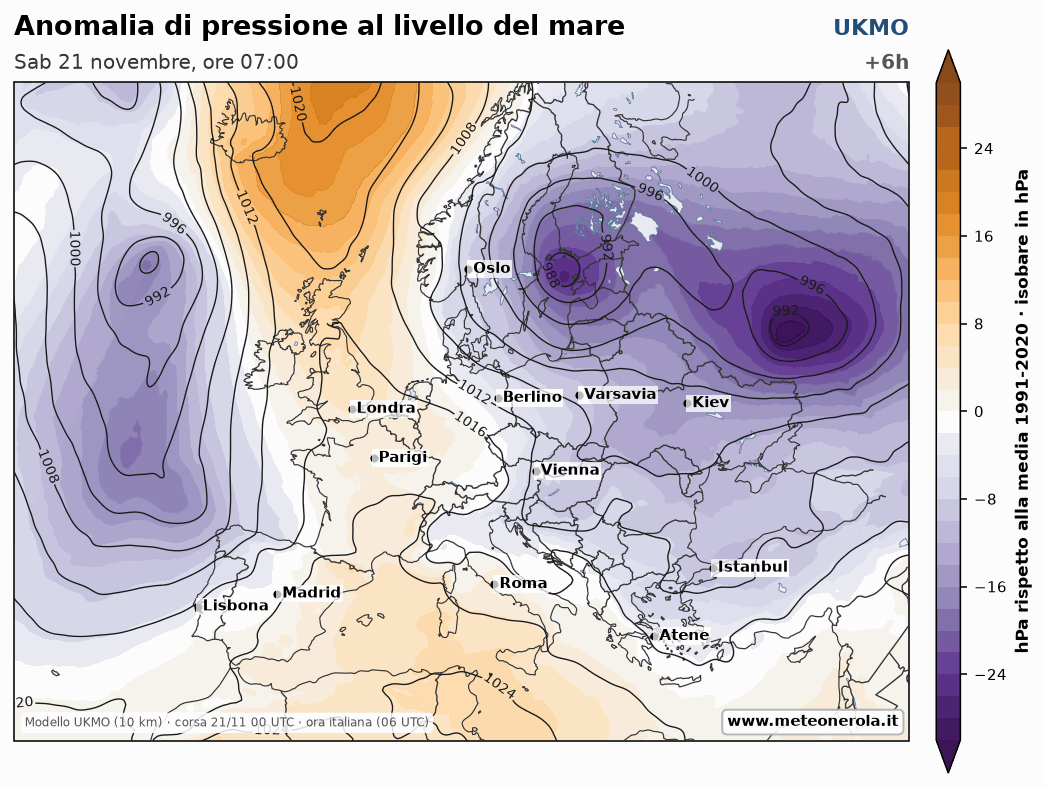 Anomalia di pressione al livello del mare
UKMO
Sab 21 novembre, ore 07:00
+6h
1020
1008
1012
996
1000
992
1000
996
992
988
996
992
Oslo
1012
1016
Berlino
Varsavia
Kiev
Londra
Parigi
Vienna
1008
Istanbul
Roma
Madrid
Lisbona
Atene
1024
20
1024
Modello UKMO (10 km) · corsa 21/11 00 UTC · ora italiana (06 UTC)
www.meteonerola.it
24
16
8
0
−8
−16
−24
hPa rispetto alla media 1991-2020 · isobare in hPa